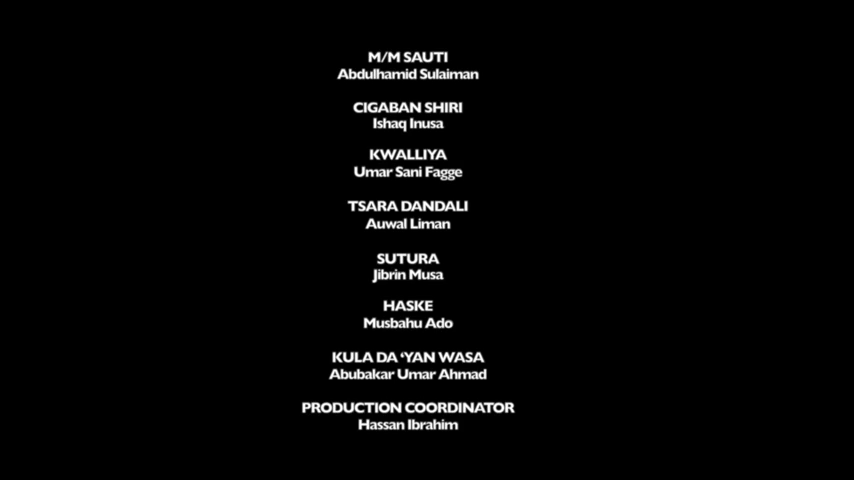 M/M SAUTI
Abdulhamid Sulaiman
CIGABAN SHIRI
Ishaq Inusa
KWALLIYA
Umar Sani Fagge
TSARA DANDALI
Auwal Liman
SUTURA
Jibrin Musa
HASKE
Musbahu Ado
KULA DA ‘YAN WASA
Abubakar Umar Ahmad
PRODUCTION COORDINATOR
Hassan Ibrahim